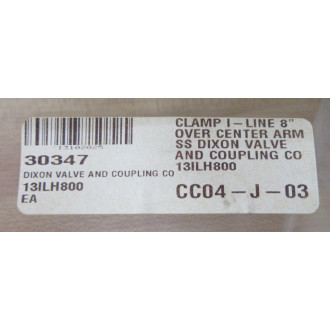 13102025
30347
DIXON VALVE AND COUPLING CO
13ILH800
EA
CLAMP I-LINE 8"
OVER CENTER ARM
SS DIXON VALVE
AND COUPLING CO
13ILH800
CC04-J-03